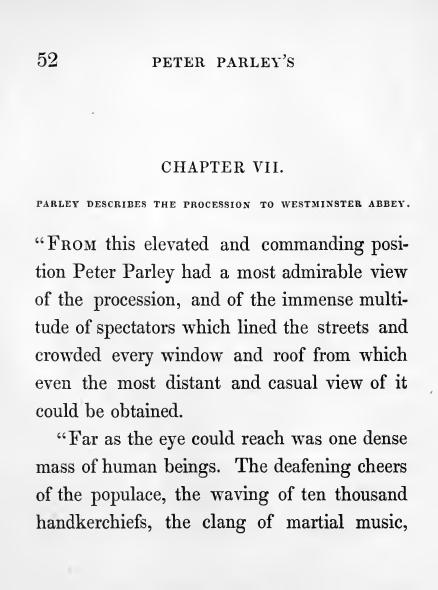 52
PETER PARLEY'S
CHAPTER VII.
PARLEY DESCRIBES THE PROCESSION TO WESTMINSTER ABBEY.
“FROM this elevated and commanding posi-
tion Peter Parley had a most admirable view
of the procession, and of the immense multi-
tude of spectators which lined the streets and
crowded every window and roof from which
even the most distant and casual view of it
could be obtained.
“Far as the eye could reach was one dense
mass of human beings. The deafening cheers
of the populace, the waving of ten thousand
handkerchiefs, the clang of martial music,